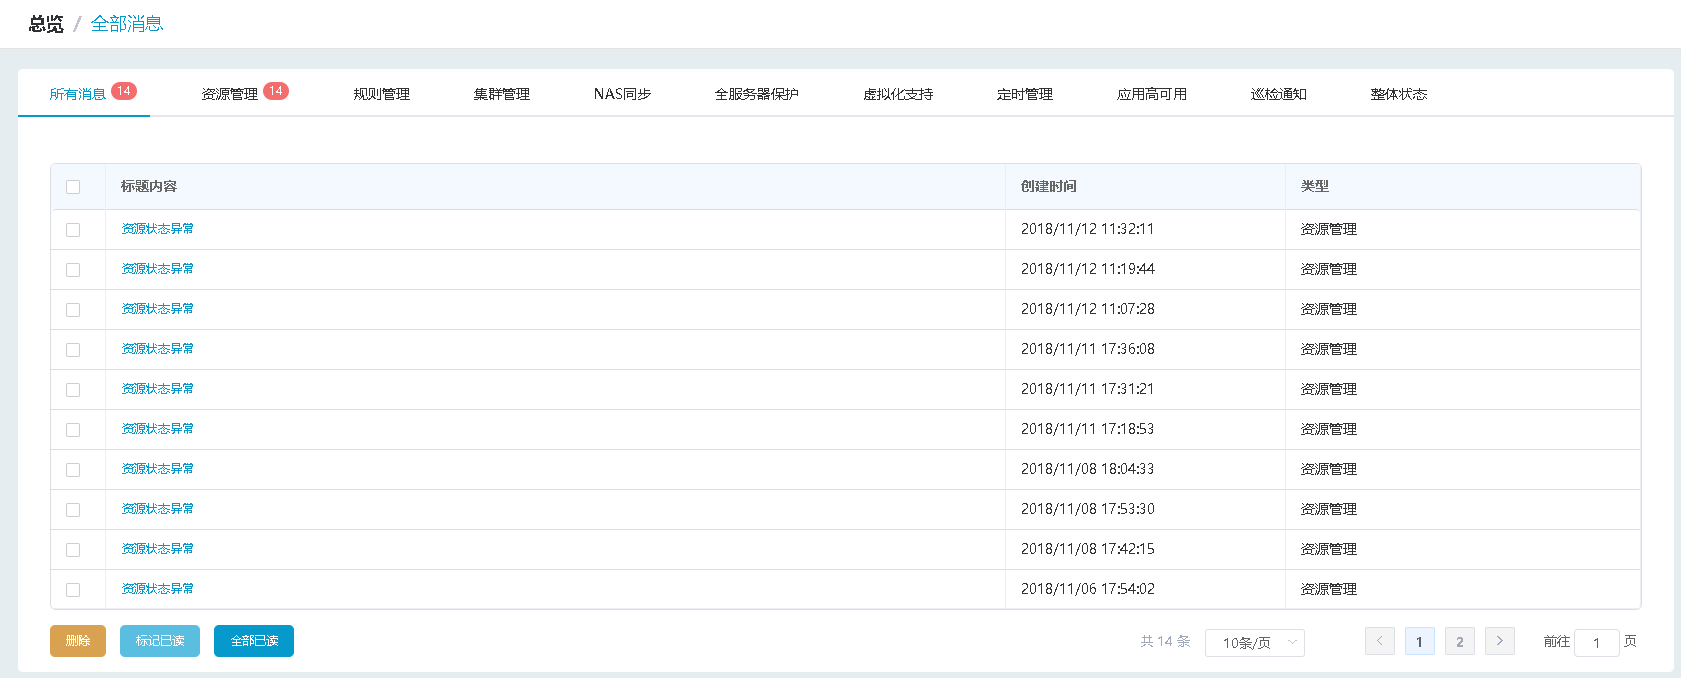 总览 / 全部消息
所有消息 14 资源管理 14 规则管理 集群管理 NAS同步 全服务器保护 虚拟化支持 定时管理 应用高可用 巡检通知 整体状态
标题内容 创建时间 类型
资源状态异常 2018/11/12 11:32:11 资源管理
资源状态异常 2018/11/12 11:19:44 资源管理
资源状态异常 2018/11/12 11:07:28 资源管理
资源状态异常 2018/11/11 17:36:08 资源管理
资源状态异常 2018/11/11 17:31:21 资源管理
资源状态异常 2018/11/11 17:18:53 资源管理
资源状态异常 2018/11/08 18:04:33 资源管理
资源状态异常 2018/11/08 17:53:30 资源管理
资源状态异常 2018/11/08 17:42:15 资源管理
资源状态异常 2018/11/06 17:54:02 资源管理
删除 标记已读 全部已读 共 14 条 10条/页 < 1 2 > 前往 1 页